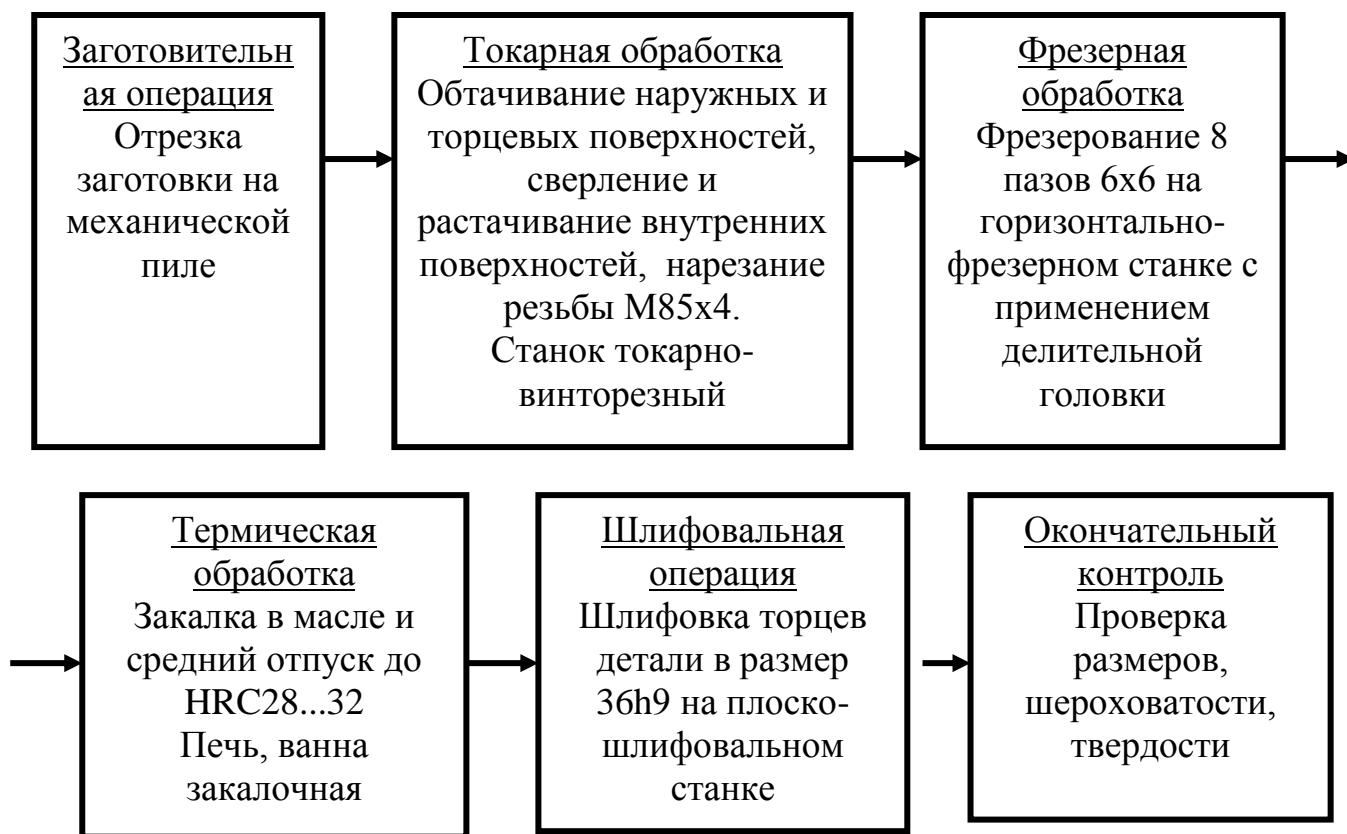 Заготовительн
ая операция
Отрезка
заготовки на
механической
пиле
Токарная обработка
Обтачивание наружных и
торцевых поверхностей,
сверление и
растачивание внутренних
поверхностей, нарезание
резьбы М85х4.
Станок токарно-
винторезный
Фрезерная
обработка
Фрезерование 8
пазов 6х6 на
горизонтально-
фрезерном станке с
применением
делительной
головки
Термическая
обработка
Закалка в масле и
средний отпуск до
HRC28...32
Печь, ванна
закалочная
Шлифовальная
операция
Шлифовка торцев
детали в размер
36h9 на плоско-
шлифовальном
станке
Окончательный
контроль
Проверка
размеров,
шероховатости,
твердости